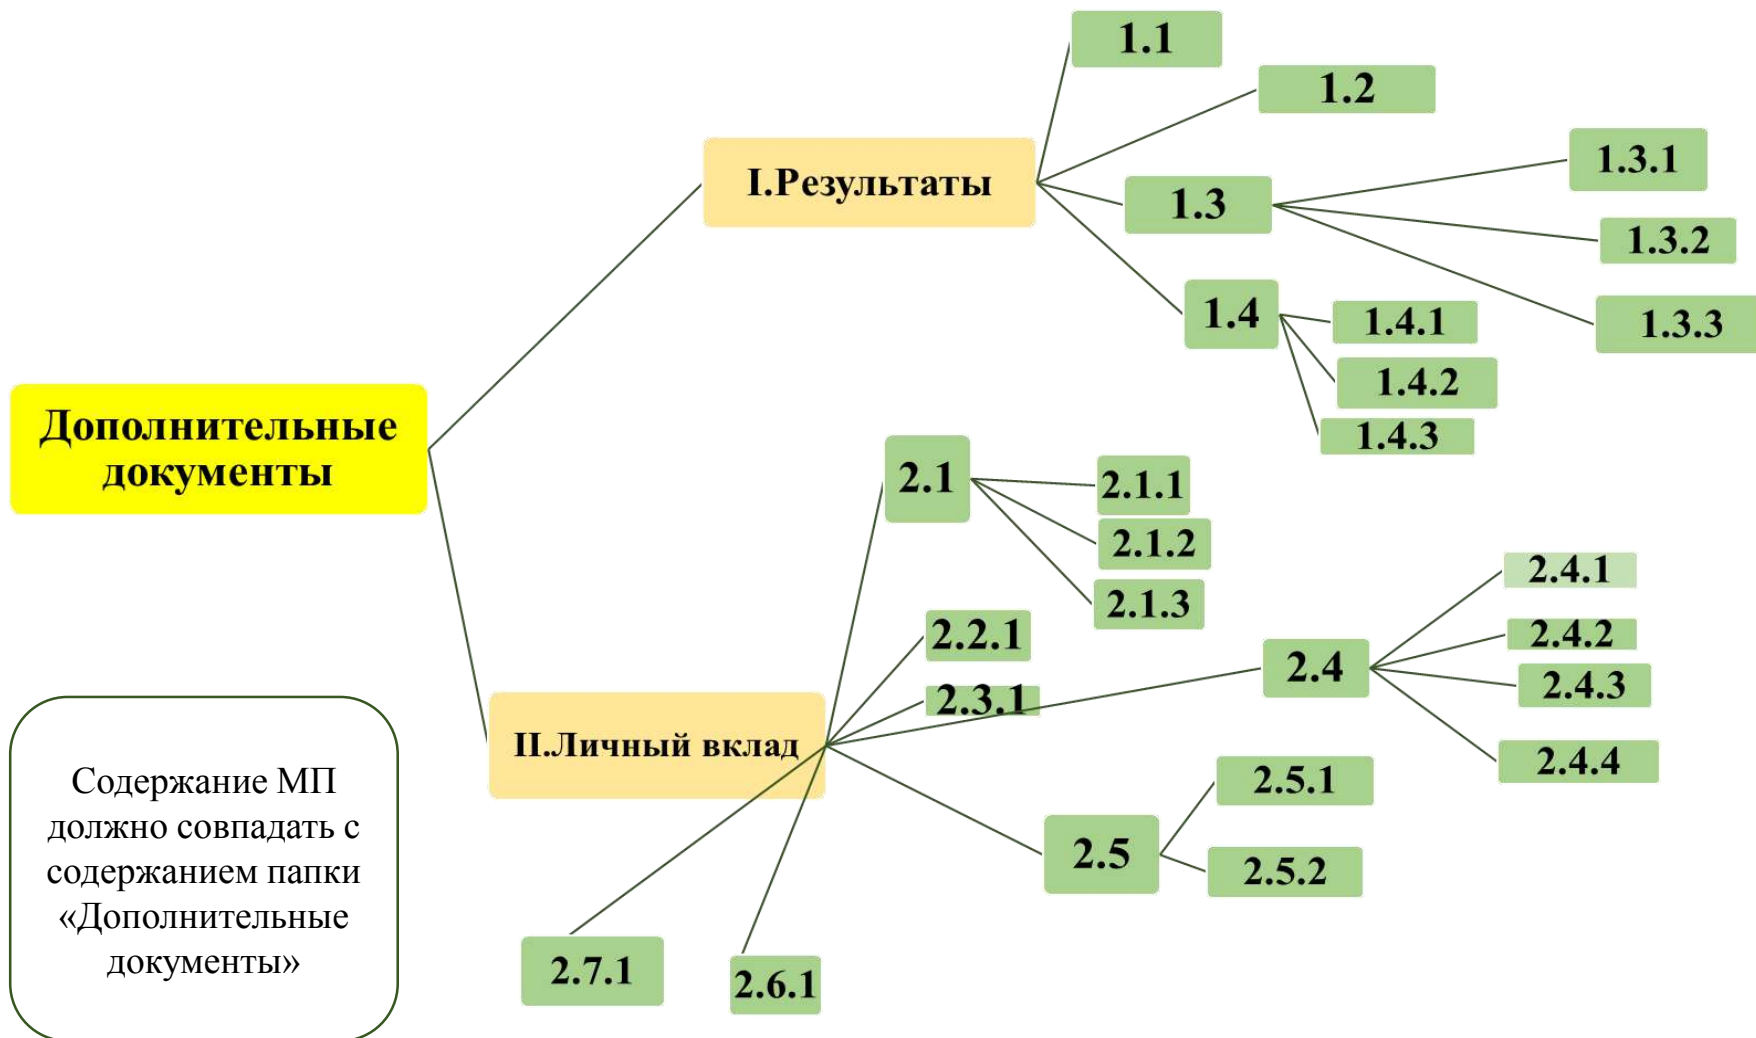 Дополнительные
документы
I.Результаты
1.1
1.2
1.3
1.3.1
1.3.2
1.3.3
1.4
1.4.1
1.4.2
1.4.3
II.Личный вклад
2.1
2.1.1
2.1.2
2.1.3
2.2.1
2.3.1
2.4
2.4.1
2.4.2
2.4.3
2.4.4
2.5
2.5.1
2.5.2
2.6.1
2.7.1
Содержание МП
должно совпадать с
содержанием папки
«Дополнительные
документы»